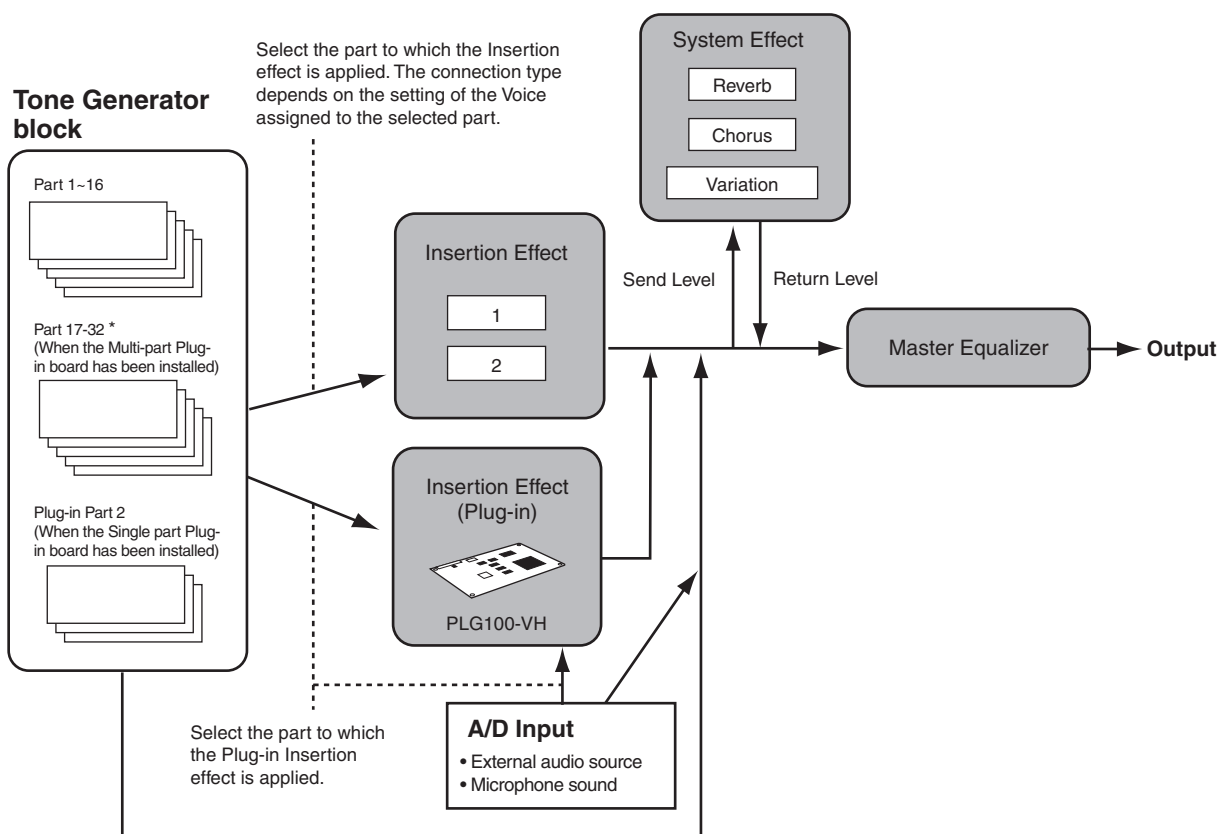 Select the part to which the Insertion
effect is applied. The connection type
depends on the setting of the Voice
assigned to the selected part.
System Effect
Reverb
Chorus
Variation
Tone Generator
block
Part 1~16
Part 17-32 *
(When the Multi-part Plug-
in board has been installed)
Plug-in Part 2
(When the Single part Plug-
in board has been installed)
Insertion Effect
1
2
Send Level
Return Level
Master Equalizer
Output
Insertion Effect
(Plug-in)
PLG100-VH
Select the part to which
the Plug-in Insertion
effect is applied.
A/D Input
• External audio source
• Microphone sound